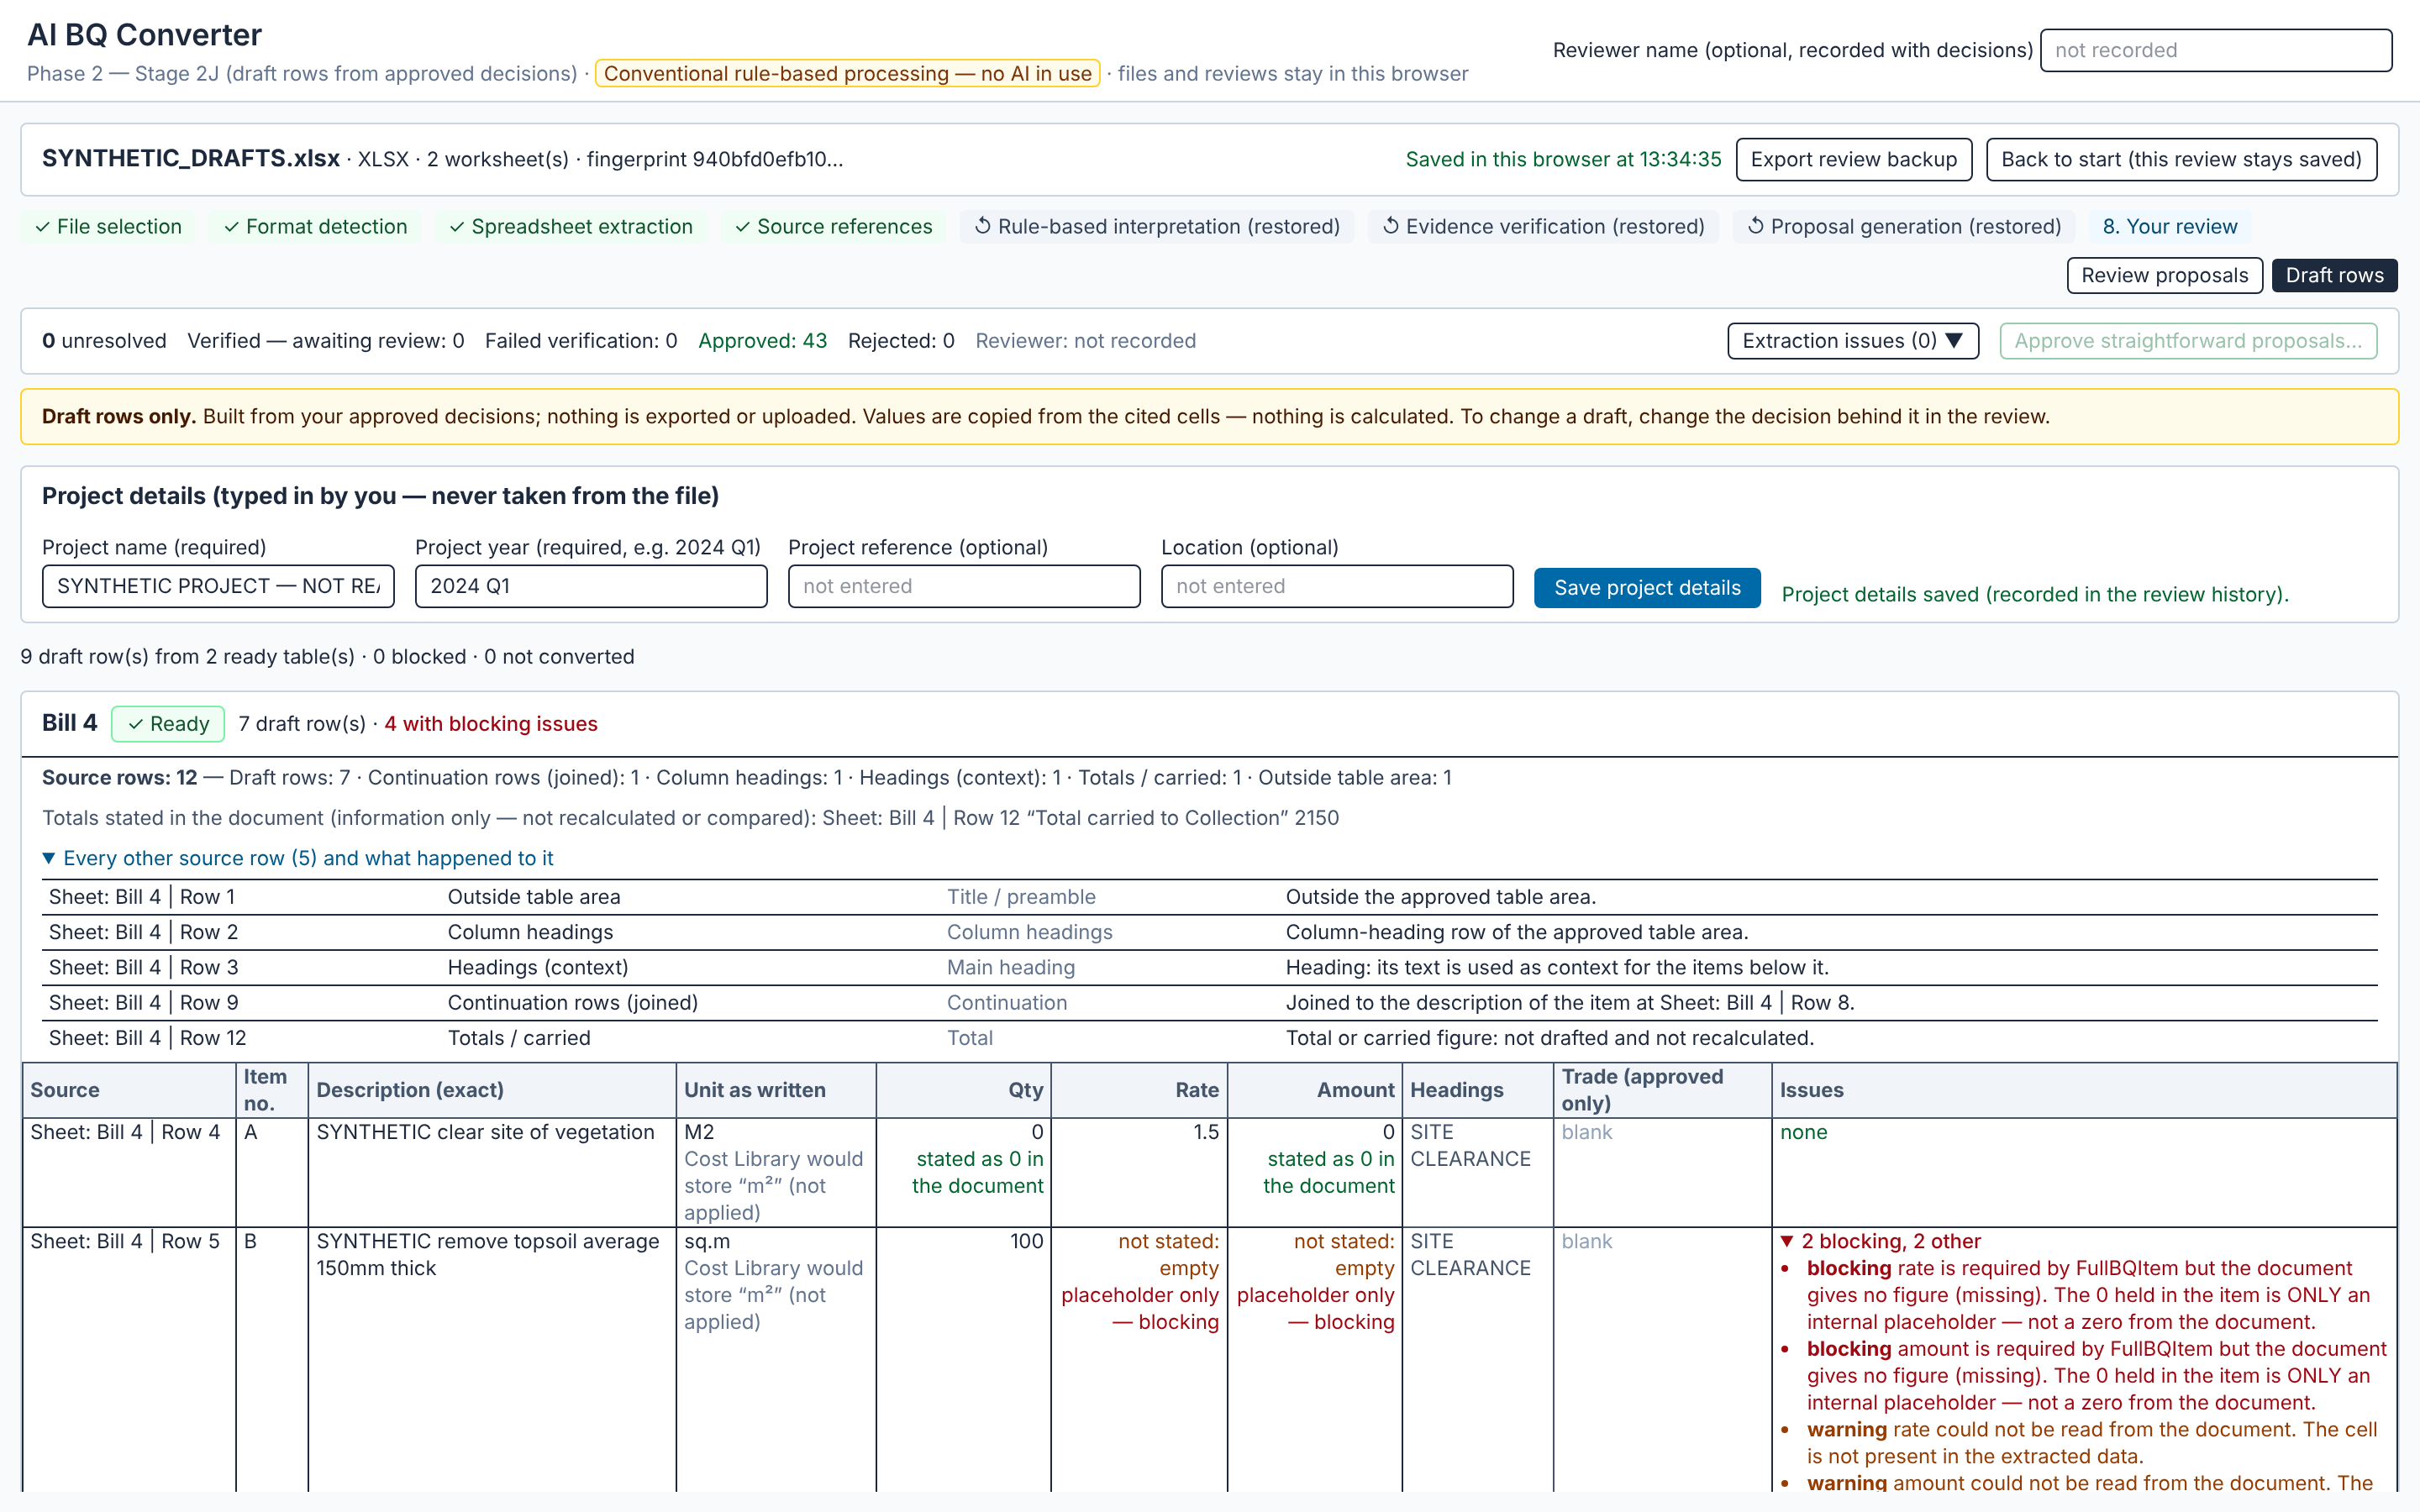 AI BQ Converter
Phase 2 — Stage 2J (draft rows from approved decisions) · Conventional rule-based processing — no AI in use · files and reviews stay in this browser
Reviewer name (optional, recorded with decisions) not recorded
SYNTHETIC_DRAFTS.xlsx · XLSX · 2 worksheet(s) · fingerprint 940bfd0efb10…
Saved in this browser at 13:34:35 Export review backup Back to start (this review stays saved)
✓ File selection ✓ Format detection ✓ Spreadsheet extraction ✓ Source references ↺ Rule-based interpretation (restored) ↺ Evidence verification (restored) ↺ Proposal generation (restored) 8. Your review
Review proposals Draft rows
0 unresolved Verified — awaiting review: 0 Failed verification: 0 Approved: 43 Rejected: 0 Reviewer: not recorded
Extraction issues (0) ▼ Approve straightforward proposals…
Draft rows only. Built from your approved decisions; nothing is exported or uploaded. Values are copied from the cited cells — nothing is calculated. To change a draft, change the decision behind it in the review.
Project details (typed in by you — never taken from the file)
Project name (required) Project year (required, e.g. 2024 Q1) Project reference (optional) Location (optional)
SYNTHETIC PROJECT — NOT REA 2024 Q1 not entered not entered Save project details Project details saved (recorded in the review history).
9 draft row(s) from 2 ready table(s) · 0 blocked · 0 not converted
Bill 4 ✓ Ready 7 draft row(s) · 4 with blocking issues
Source rows: 12 — Draft rows: 7 · Continuation rows (joined): 1 · Column headings: 1 · Headings (context): 1 · Totals / carried: 1 · Outside table area: 1
Totals stated in the document (information only — not recalculated or compared): Sheet: Bill 4 | Row 12 “Total carried to Collection” 2150
▼ Every other source row (5) and what happened to it
Sheet: Bill 4 | Row 1 Outside table area Title / preamble Outside the approved table area.
Sheet: Bill 4 | Row 2 Column headings Column headings Column-heading row of the approved table area.
Sheet: Bill 4 | Row 3 Headings (context) Main heading Heading: its text is used as context for the items below it.
Sheet: Bill 4 | Row 9 Continuation rows (joined) Continuation Joined to the description of the item at Sheet: Bill 4 | Row 8.
Sheet: Bill 4 | Row 12 Totals / carried Total Total or carried figure: not drafted and not recalculated.
Source
Item
no.
Description (exact)
Unit as written
Qty
Rate
Amount
Headings
Trade (approved
only)
Issues
Sheet: Bill 4 | Row 4
A
SYNTHETIC clear site of vegetation
M2
Cost Library would
store “m²” (not
applied)
0
stated as 0 in
the document
1.5
0
stated as 0 in
the document
SITE
CLEARANCE
blank
none
Sheet: Bill 4 | Row 5
B
SYNTHETIC remove topsoil average
150mm thick
sq.m
Cost Library would
store “m²” (not
applied)
100
not stated:
empty
placeholder only
— blocking
not stated:
empty
placeholder only
— blocking
SITE
CLEARANCE
blank
▼ 2 blocking, 2 other
• blocking rate is required by FullBQItem but the document
gives no figure (missing). The 0 held in the item is ONLY an
internal placeholder — not a zero from the document.
• blocking amount is required by FullBQItem but the document
gives no figure (missing). The 0 held in the item is ONLY an
internal placeholder — not a zero from the document.
• warning rate could not be read from the document. The cell
is not present in the extracted data.
• warning amount could not be read from the document. The